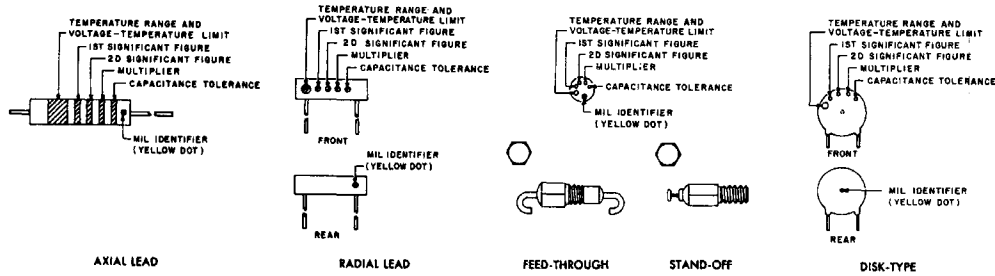 TEMPERATURE RANGE AND
VOLTAGE-TEMPERATURE LIMIT
1ST SIGNIFICANT FIGURE
2D SIGNIFICANT FIGURE
MULTIPLIER
CAPACITANCE TOLERANCE
MIL IDENTIFIER
(YELLOW DOT)
AXIAL LEAD
TEMPERATURE RANGE AND
VOLTAGE-TEMPERATURE LIMIT
1ST SIGNIFICANT FIGURE
2D SIGNIFICANT FIGURE
MULTIPLIER
CAPACITANCE TOLERANCE
FRONT
MIL IDENTIFIER
(YELLOW DOT)
REAR
RADIAL LEAD
TEMPERATURE RANGE AND
VOLTAGE-TEMPERATURE LIMIT
1ST SIGNIFICANT FIGURE
2D SIGNIFICANT FIGURE
MULTIPLIER
CAPACITANCE TOLERANCE
MIL IDENTIFIER
(YELLOW DOT)
FEED-THROUGH
STAND-OFF
TEMPERATURE RANGE AND
VOLTAGE-TEMPERATURE LIMIT
1ST SIGNIFICANT FIGURE
2D SIGNIFICANT FIGURE
MULTIPLIER
CAPACITANCE TOLERANCE
FRONT
MIL IDENTIFIER
(YELLOW DOT)
REAR
DISK-TYPE